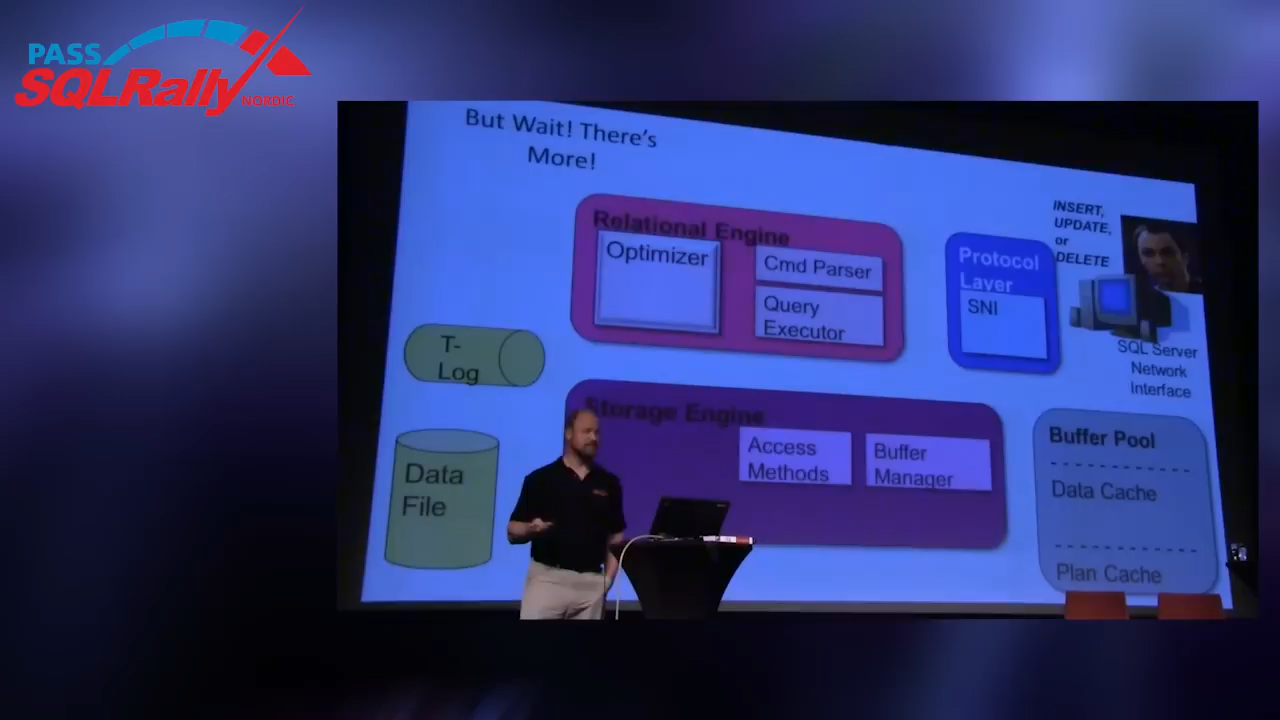 PASS
SQLRally
NORDIC
But Wait! There's
More!
INSERT,
UPDATE,
or
DELETE
Relational Engine
Optimizer
Cmd Parser
Query
Executor
Protocol
Layer
SNI
T-
Log
SQL Server
Network
Interface
Storage Engine
Access
Methods
Buffer
Manager
Buffer Pool
Data Cache
Plan Cache
Data
File